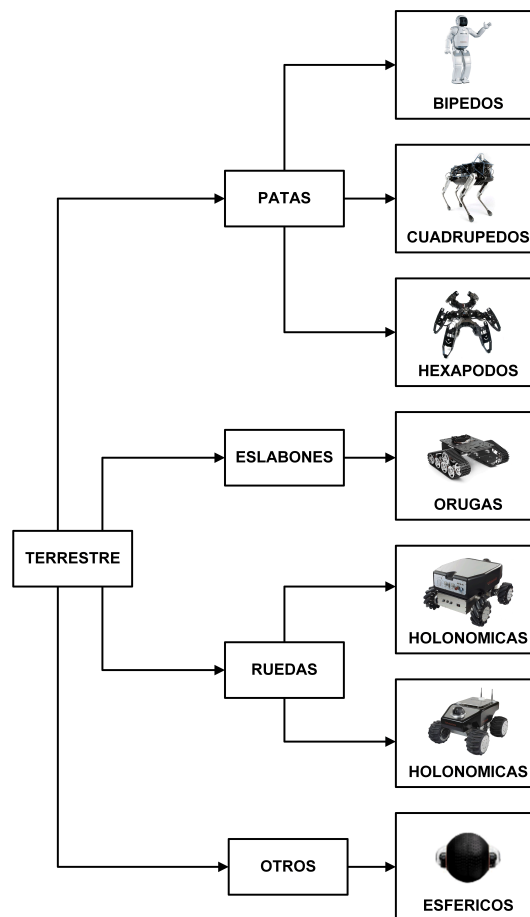 BIPEDOS
PATAS
CUADRUPEDOS
HEXAPODOS
ESLABONES
ORUGAS
TERRESTRE
HOLONOMICAS
RUEDAS
HOLONOMICAS
OTROS
ESFERICOS